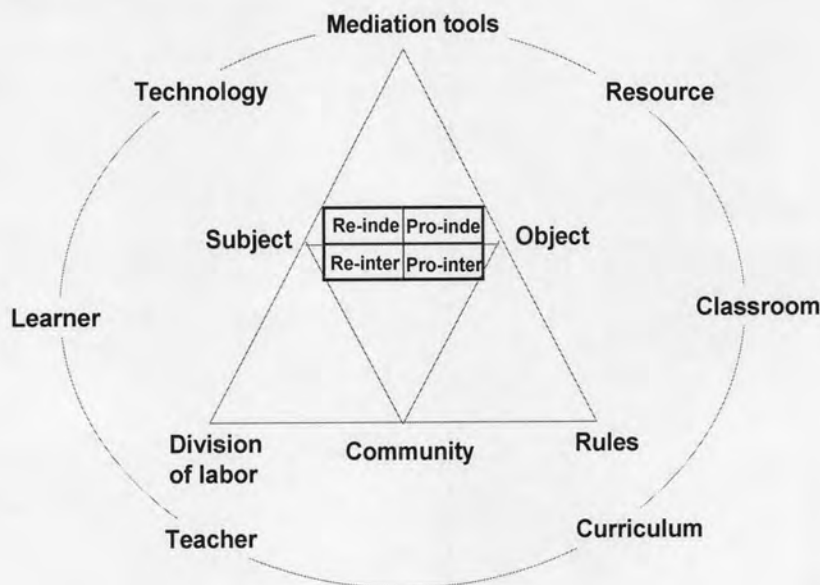 Mediation tools
Technology
Resource
Re-inde Pro-inde
Subject
Object
Re-inter Pro-inter
Learner
Classroom
Division
of labor
Community
Rules
Teacher
Curriculum